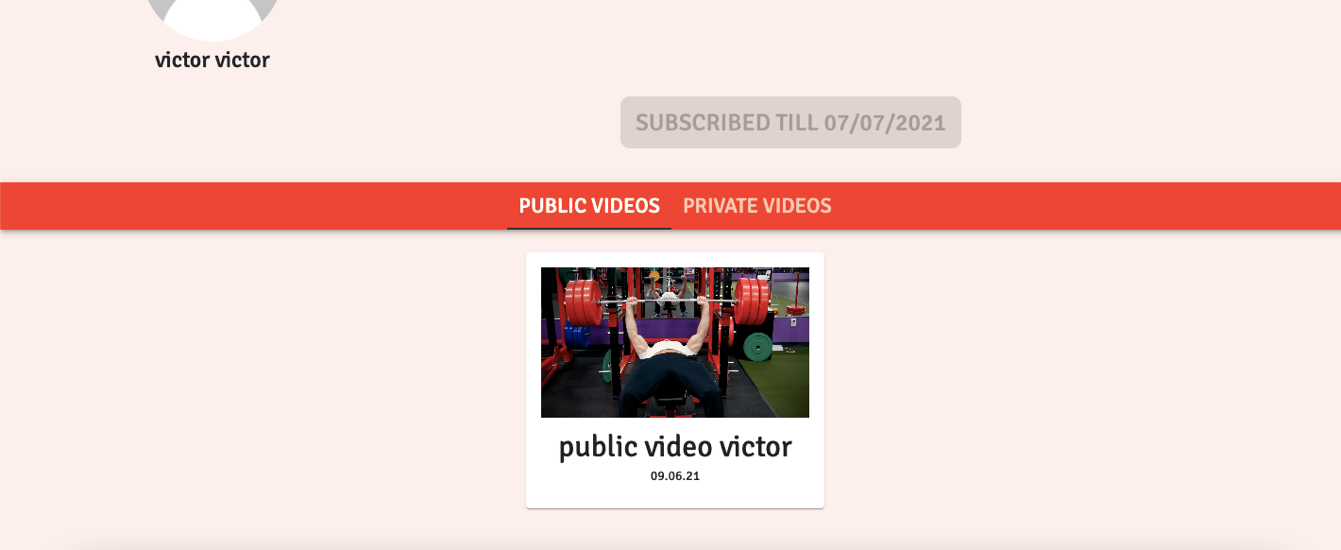 victor victor
SUBSCRIBED TILL 07/07/2021
PUBLIC VIDEOS PRIVATE VIDEOS
public video victor
09.06.21